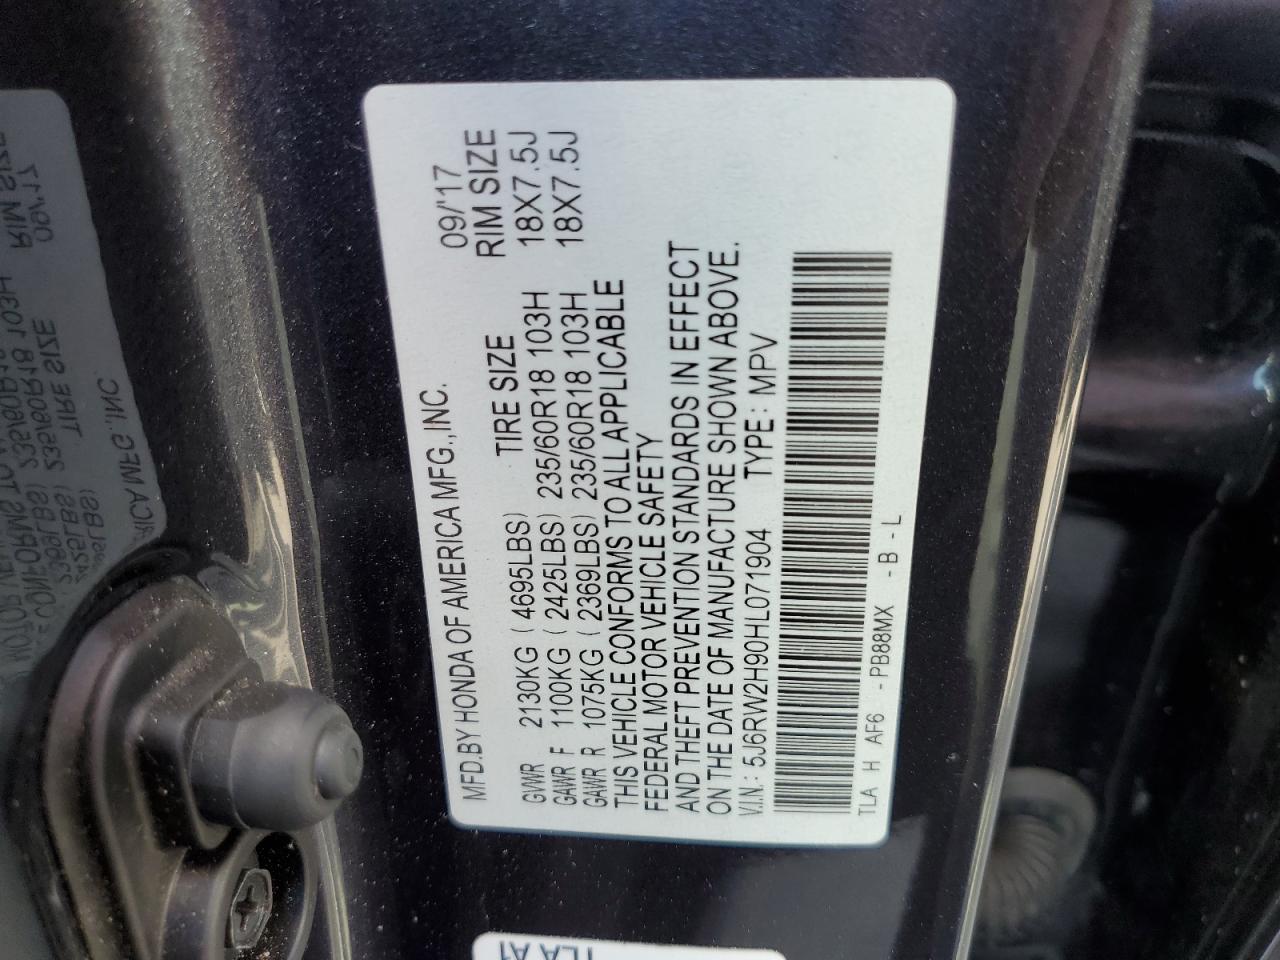 MFD.BY HONDA OF AMERICA MFG.,INC. 09/'17
TIRE SIZE RIM SIZE
GVWR 2130KG ( 4695LBS)
GAWR F 1100KG ( 2425LBS) 235/60R18 103H 18X7.5J
GAWR R 1075KG ( 2369LBS) 235/60R18 103H 18X7.5J
THIS VEHICLE CONFORMS TO ALL APPLICABLE
FEDERAL MOTOR VEHICLE SAFETY
AND THEFT PREVENTION STANDARDS IN EFFECT
ON THE DATE OF MANUFACTURE SHOWN ABOVE.
V.I.N.: 5J6RW2H90HL071904 TYPE: MPV
TLA H AF6 - PB88MX - B - L
TLA A1